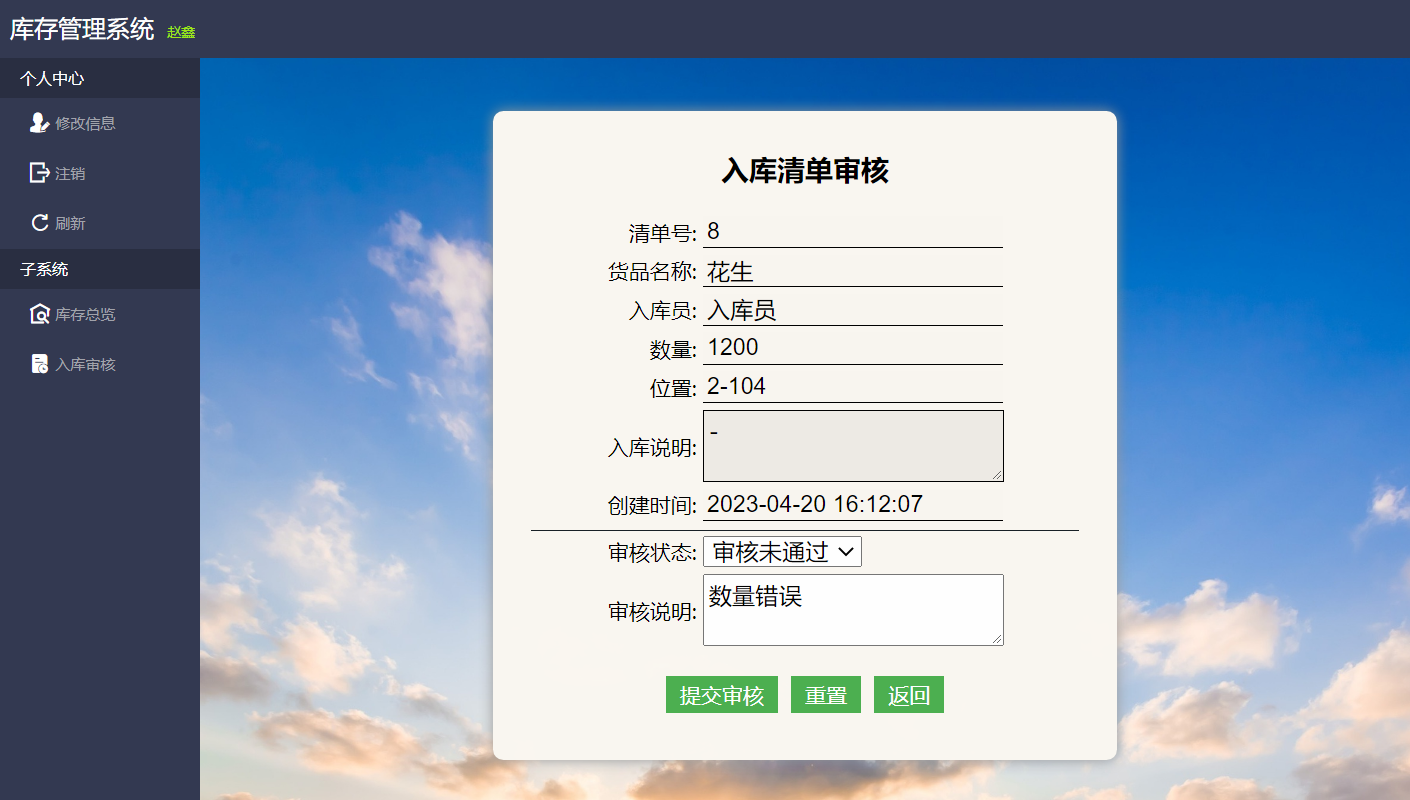 库存管理系统 赵鑫
个人中心
修改信息
注销
刷新
子系统
库存总览
入库审核
入库清单审核
清单号: 8
货品名称: 花生
入库员: 入库员
数量: 1200
位置: 2-104
入库说明: -
创建时间: 2023-04-20 16:12:07
审核状态: 审核未通过
审核说明: 数量错误
提交审核 重置 返回